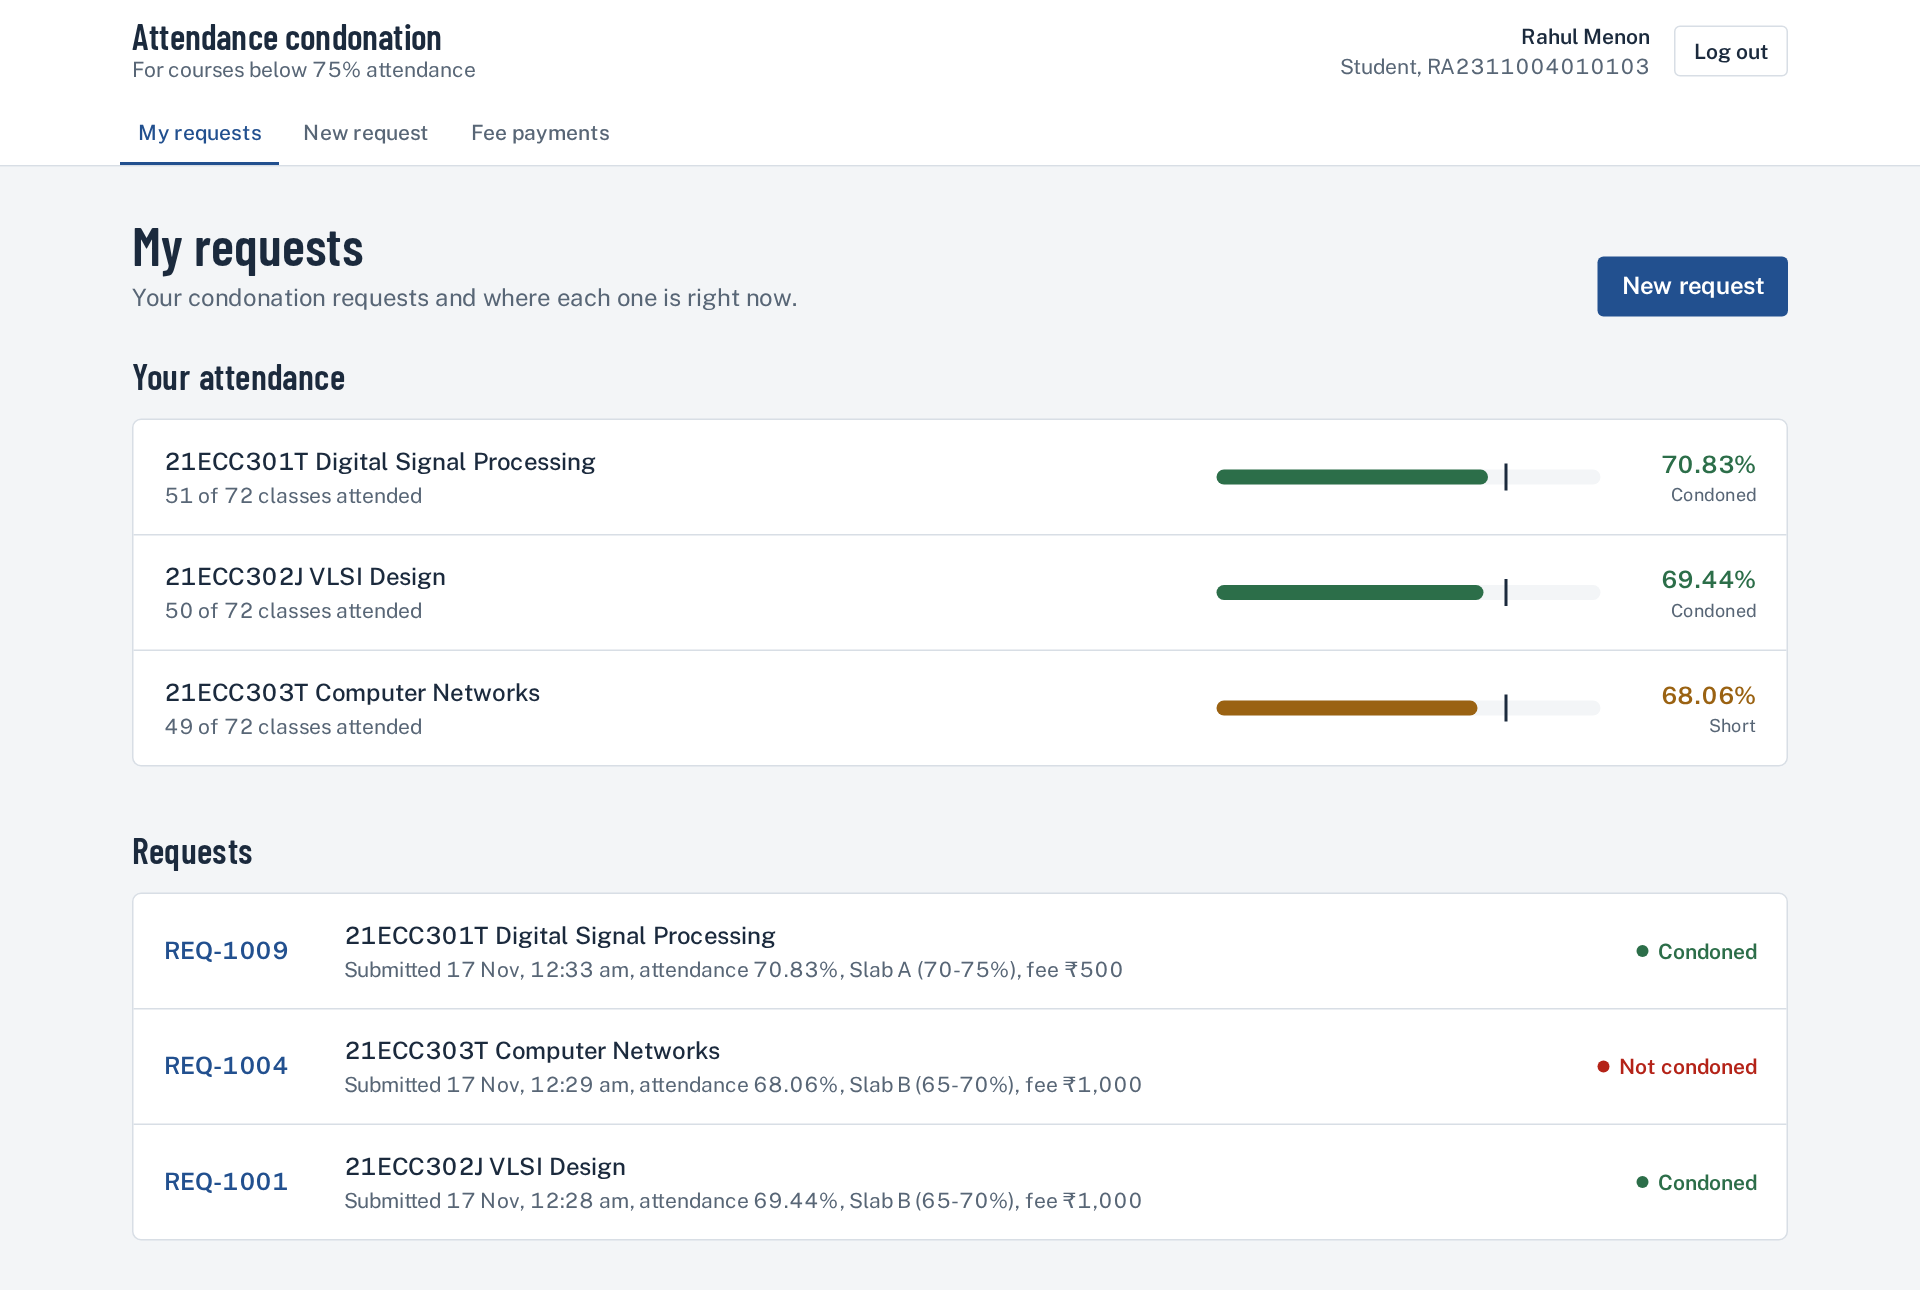 Attendance condonation
For courses below 75% attendance
Rahul Menon
Student, RA2311004010103
Log out
My requests
New request
Fee payments
My requests
Your condonation requests and where each one is right now.
New request
Your attendance
21ECC301T Digital Signal Processing
51 of 72 classes attended
70.83%
Condoned
21ECC302J VLSI Design
50 of 72 classes attended
69.44%
Condoned
21ECC303T Computer Networks
49 of 72 classes attended
68.06%
Short
Requests
REQ-1009
21ECC301T Digital Signal Processing
Submitted 17 Nov, 12:33 am, attendance 70.83%, Slab A (70-75%), fee ₹500
Condoned
REQ-1004
21ECC303T Computer Networks
Submitted 17 Nov, 12:29 am, attendance 68.06%, Slab B (65-70%), fee ₹1,000
Not condoned
REQ-1001
21ECC302J VLSI Design
Submitted 17 Nov, 12:28 am, attendance 69.44%, Slab B (65-70%), fee ₹1,000
Condoned